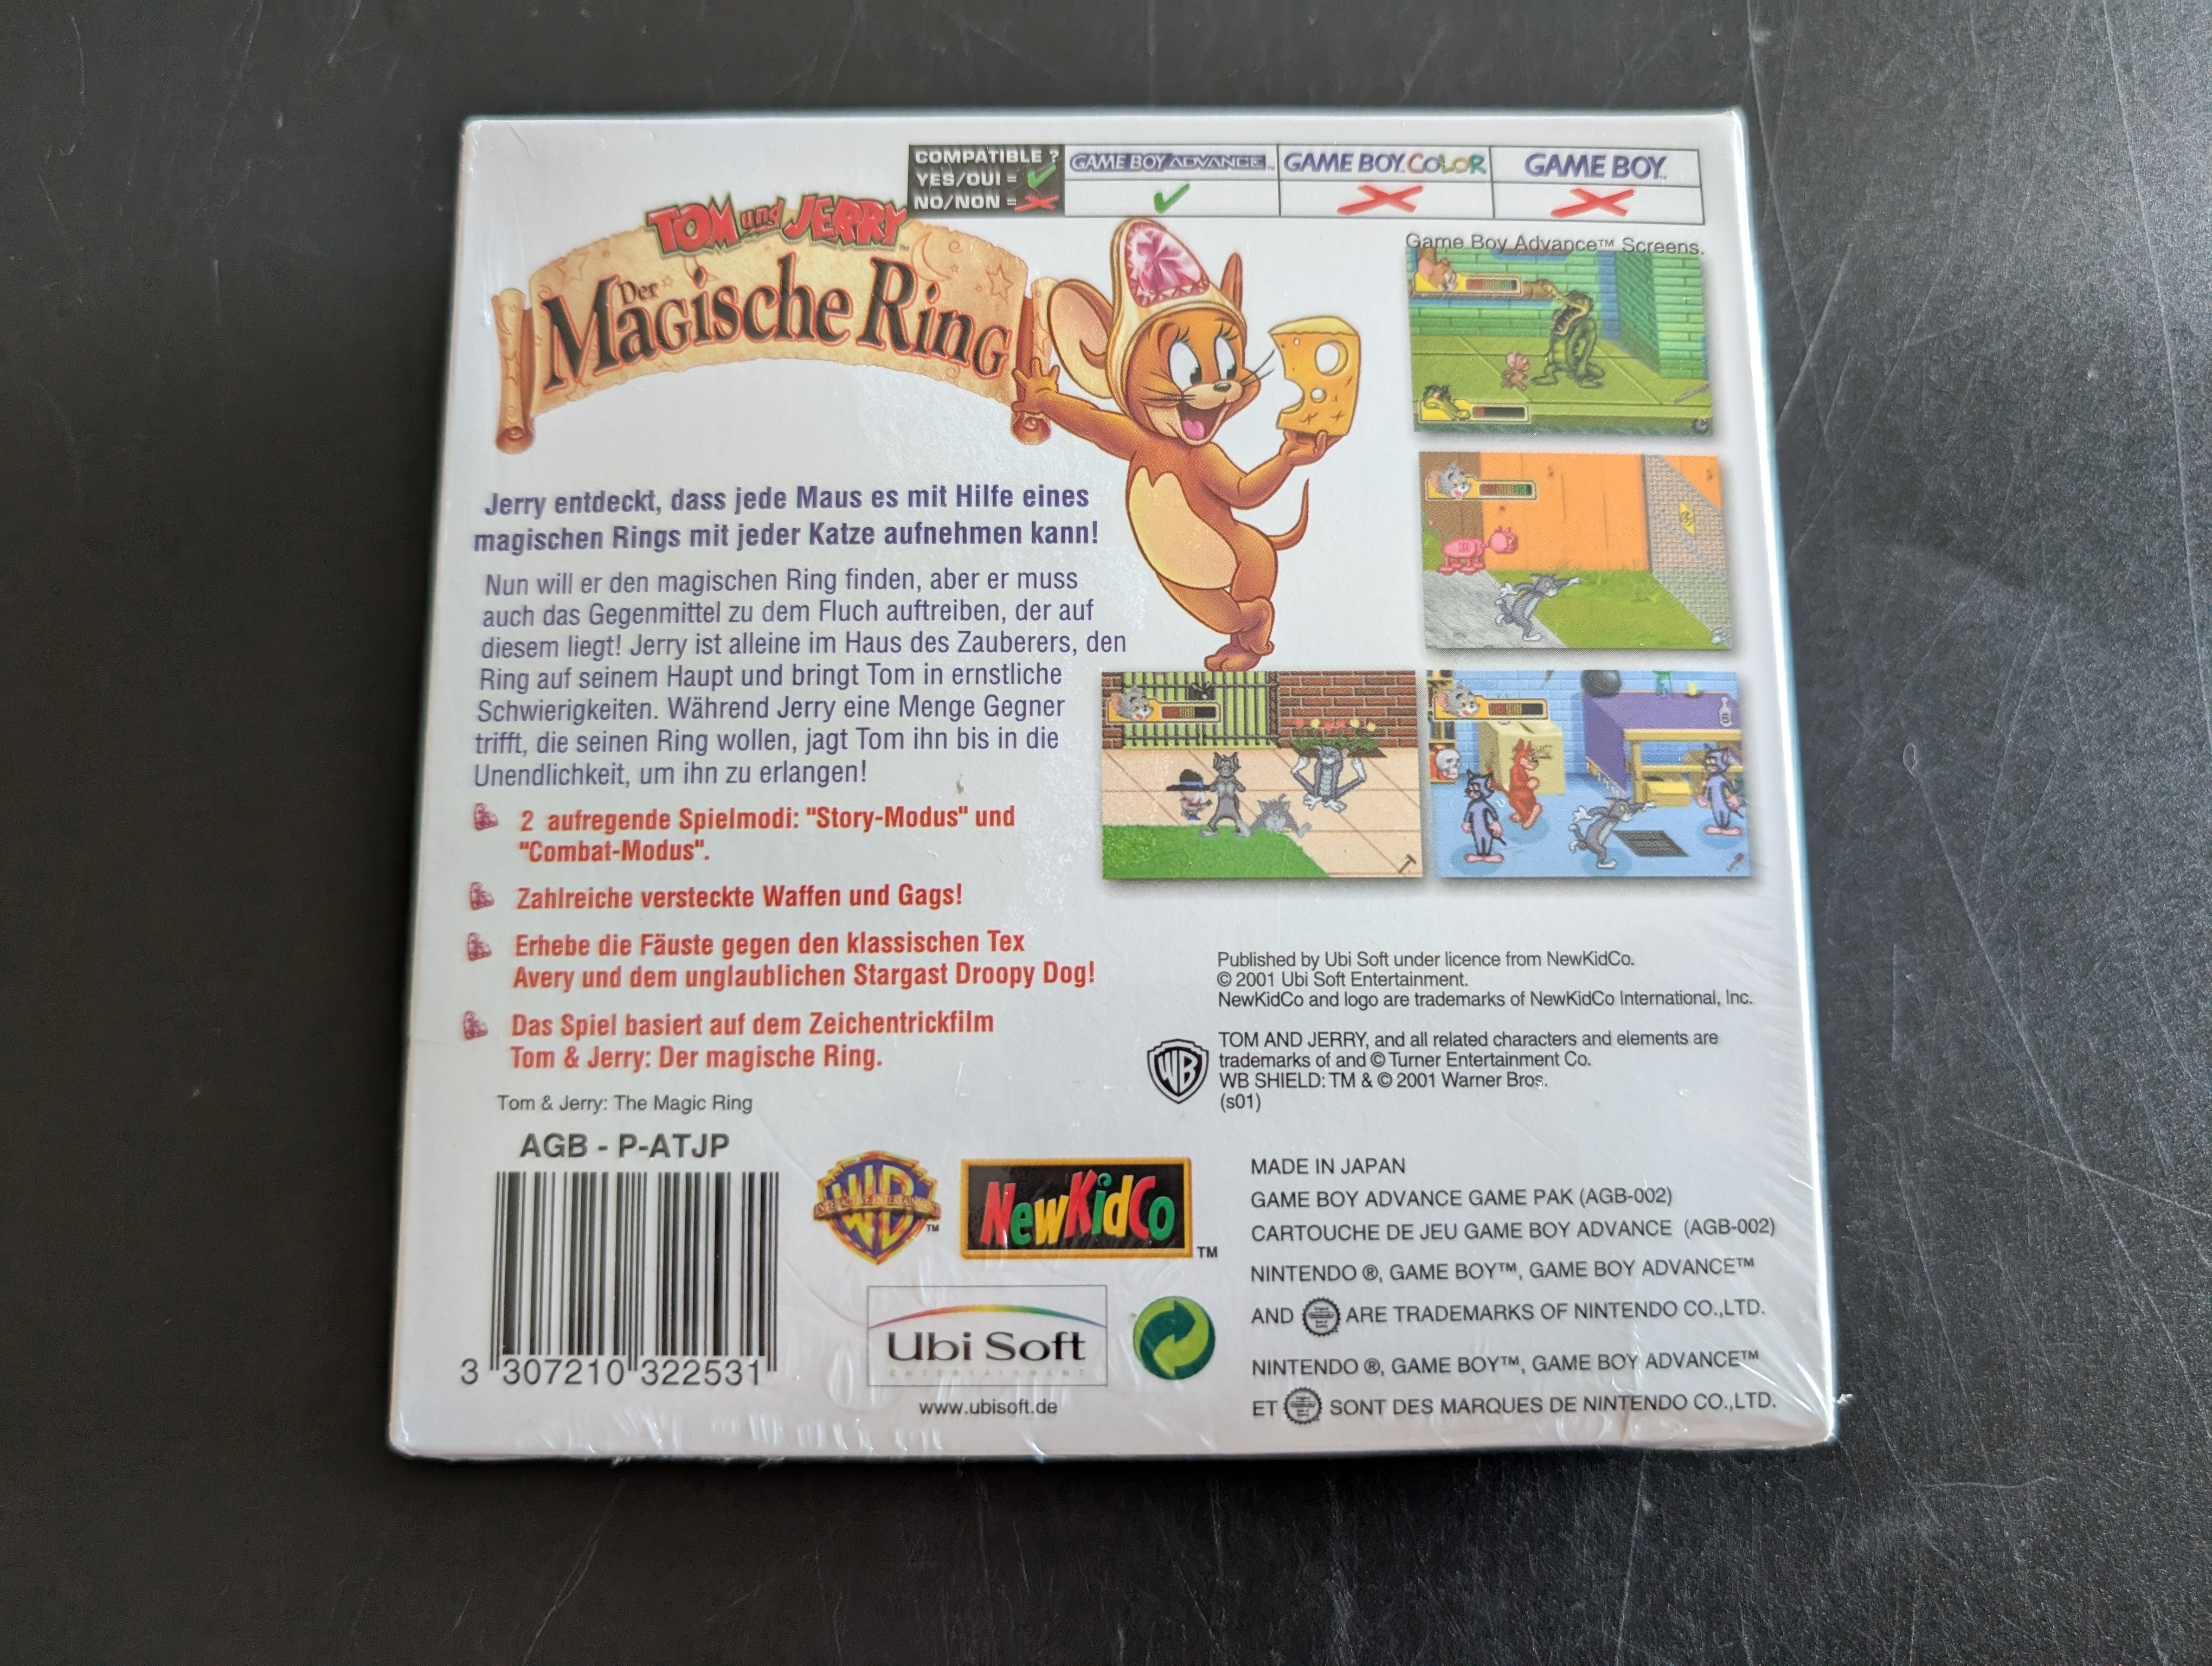 COMPATIBLE ?
YES/OUI =
NO/NON =
GAME BOY ADVANCE™
GAME BOY COLOR
GAME BOY™
TOM und JERRY™
Der
Magische Ring
Game Boy Advance™ Screens.
Jerry entdeckt, dass jede Maus es mit Hilfe eines
magischen Rings mit jeder Katze aufnehmen kann!
Nun will er den magischen Ring finden, aber er muss
auch das Gegenmittel zu dem Fluch auftreiben, der auf
diesem liegt! Jerry ist alleine im Haus des Zauberers, den
Ring auf seinem Haupt und bringt Tom in ernstliche
Schwierigkeiten. Während Jerry eine Menge Gegner
trifft, die seinen Ring wollen, jagt Tom ihn bis in die
Unendlichkeit, um ihn zu erlangen!
2 aufregende Spielmodi: "Story-Modus" und
"Combat-Modus".
Zahlreiche versteckte Waffen und Gags!
Erhebe die Fäuste gegen den klassischen Tex
Avery und dem unglaublichen Stargast Droopy Dog!
Das Spiel basiert auf dem Zeichentrickfilm
Tom & Jerry: Der magische Ring.
Published by Ubi Soft under licence from NewKidCo.
© 2001 Ubi Soft Entertainment.
NewKidCo and logo are trademarks of NewKidCo International, Inc.
WB
TOM AND JERRY, and all related characters and elements are
trademarks of and © Turner Entertainment Co.
WB SHIELD: TM & © 2001 Warner Bros.
(s01)
Tom & Jerry: The Magic Ring
AGB - P-ATJP
3 307210 322531
WB
INTERACTIVE ENTERTAINMENT
™
NewKidCo™
Ubi Soft
ENTERTAINMENT
www.ubisoft.de
MADE IN JAPAN
GAME BOY ADVANCE GAME PAK (AGB-002)
CARTOUCHE DE JEU GAME BOY ADVANCE (AGB-002)
NINTENDO ®, GAME BOY™, GAME BOY ADVANCE™
AND ARE TRADEMARKS OF NINTENDO CO.,LTD.
NINTENDO ®, GAME BOY™, GAME BOY ADVANCE™
ET SONT DES MARQUES DE NINTENDO CO.,LTD.